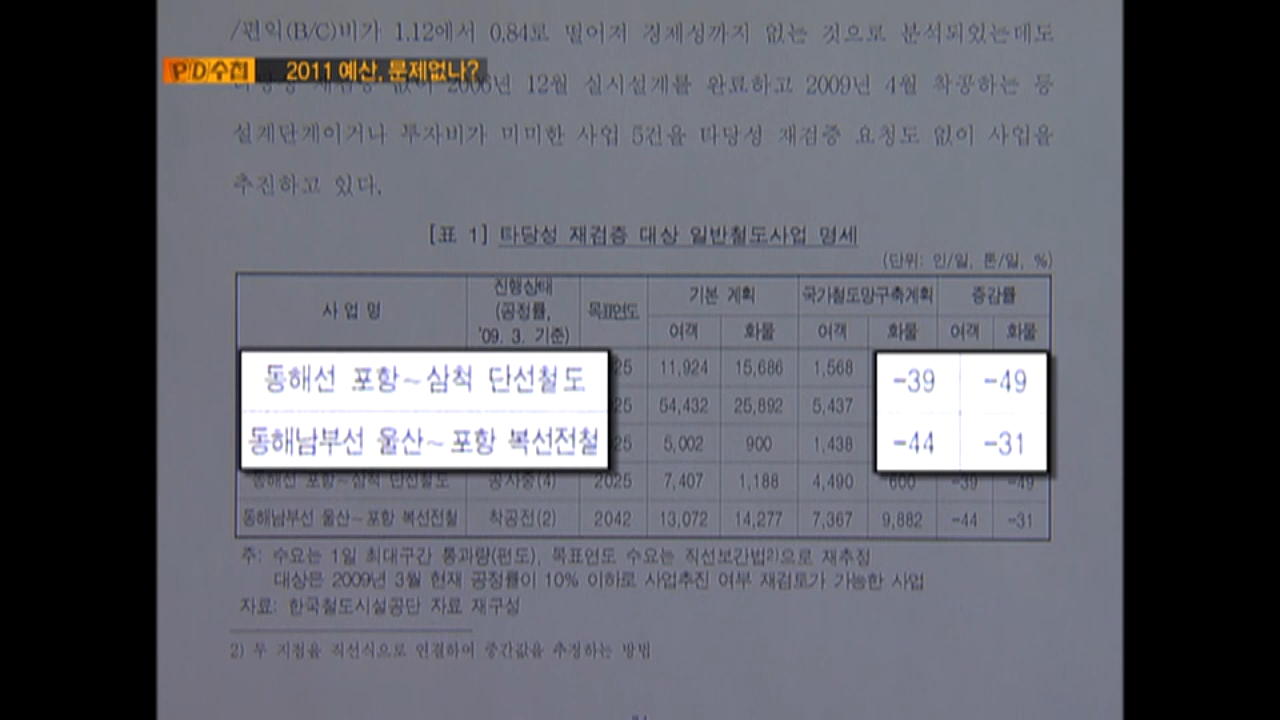 /편익(B/C)비가 1.12에서 0.84로 떨어져 경제성까지 없는 것으로 분석되었는데도
PD수첩 2011 예산, 문제없나?
재검증 없이 2006년 12월 실시설계를 완료하고 2009년 4월 착공하는 등
설계단계이거나 투자비가 미미한 사업 5건을 타당성 재검증 요청도 없이 사업을
추진하고 있다.
[표 1] 타당성 재검증 대상 일반철도사업 명세
(단위: 인/일, 톤/일, %)
사 업 명 진행상태 (공정률, '09. 3. 기준) 목표연도 기본 계획 국가철도망구축계획 증감률
여객 화물 여객 화물 여객 화물
25 11,924 15,686 1,568
동해선 포항~삼척 단선철도 -39 -49
25 54,432 25,892 5,437
동해남부선 울산~포항 복선전철 -44 -31
25 5,002 900 1,438
동해선 포항~삼척 단선철도 공사중(4) 2025 7,407 1,188 4,490 600 -39 -49
동해남부선 울산~포항 복선전철 착공전(2) 2042 13,072 14,277 7,367 9,882 -44 -31
주: 수요는 1일 최대구간 통과량(편도), 목표연도 수요는 직선보간법2)으로 재추정
대상은 2009년 3월 현재 공정률이 10% 이하로 사업추진 여부 재검토가 가능한 사업
자료: 한국철도시설공단 자료 재구성
2) 두 지점을 직선식으로 연결하여 중간값을 추정하는 방법